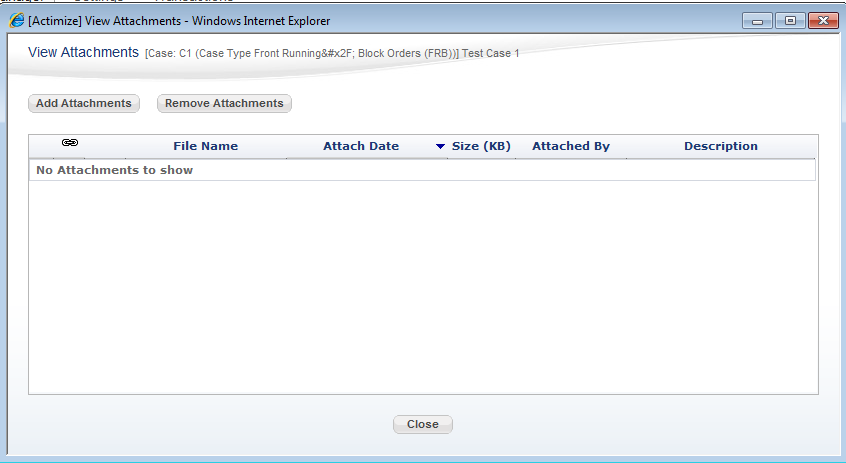 [Actimize] View Attachments - Windows Internet Explorer
View Attachments [Case: C1 (Case Type Front Running&#x2F; Block Orders (FRB))] Test Case 1
Add Attachments Remove Attachments
File Name Attach Date Size (KB) Attached By Description
No Attachments to show
Close